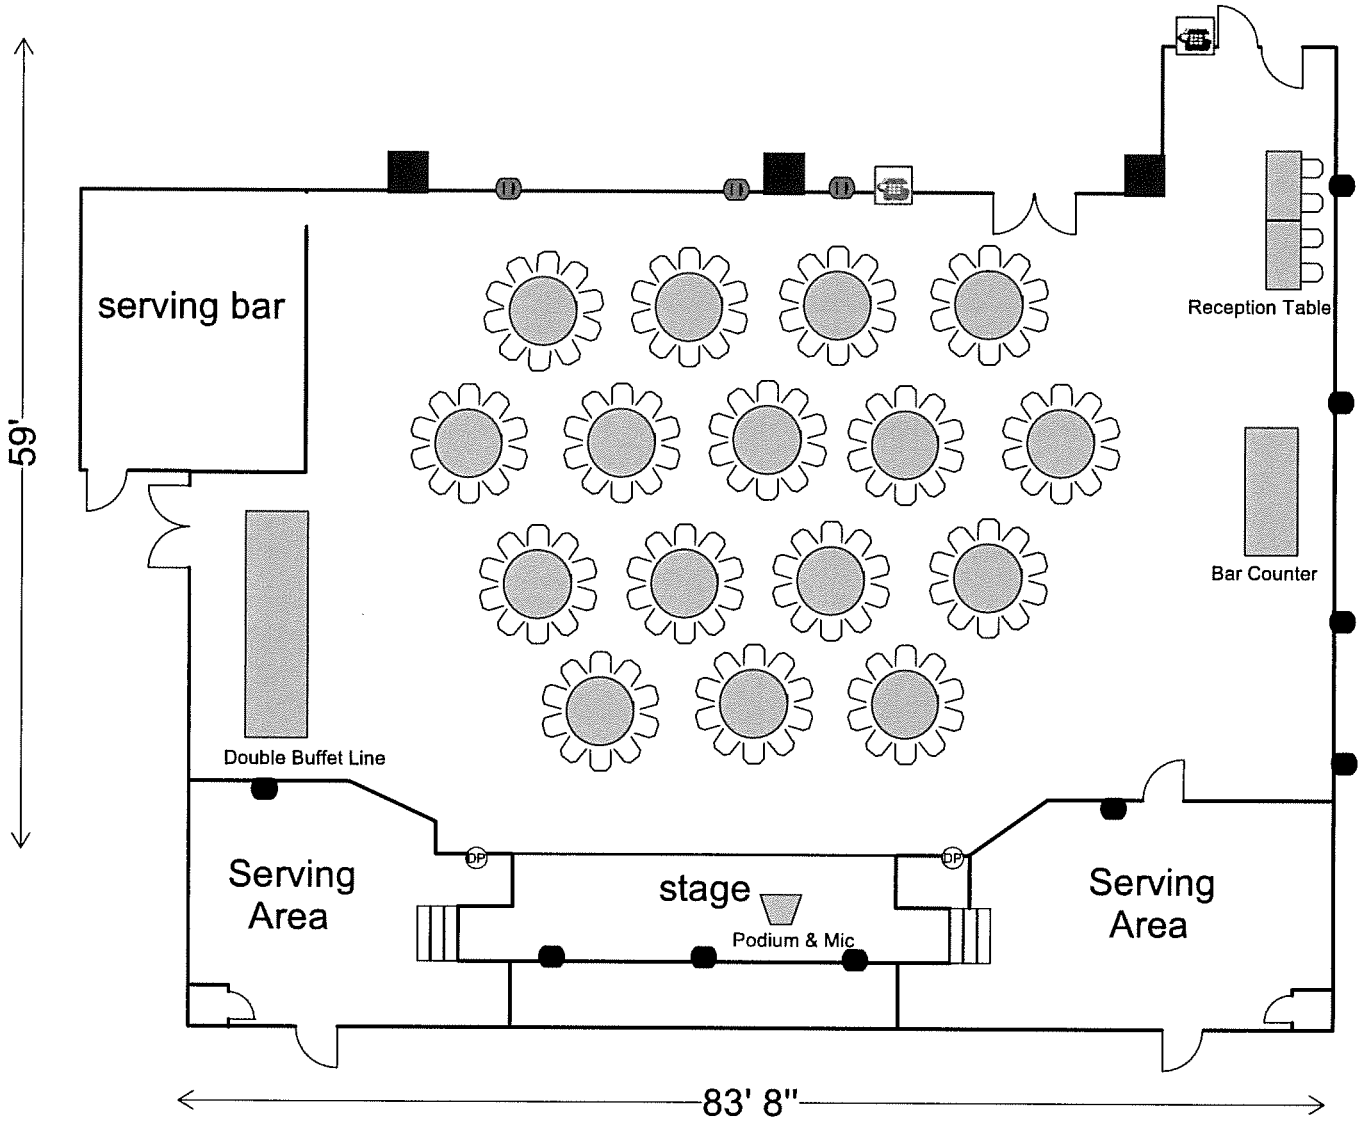 serving bar
Reception Table
59'
Bar Counter
Double Buffet Line
Serving
Area
DP
stage
DP
Podium & Mic
Serving
Area
83' 8"